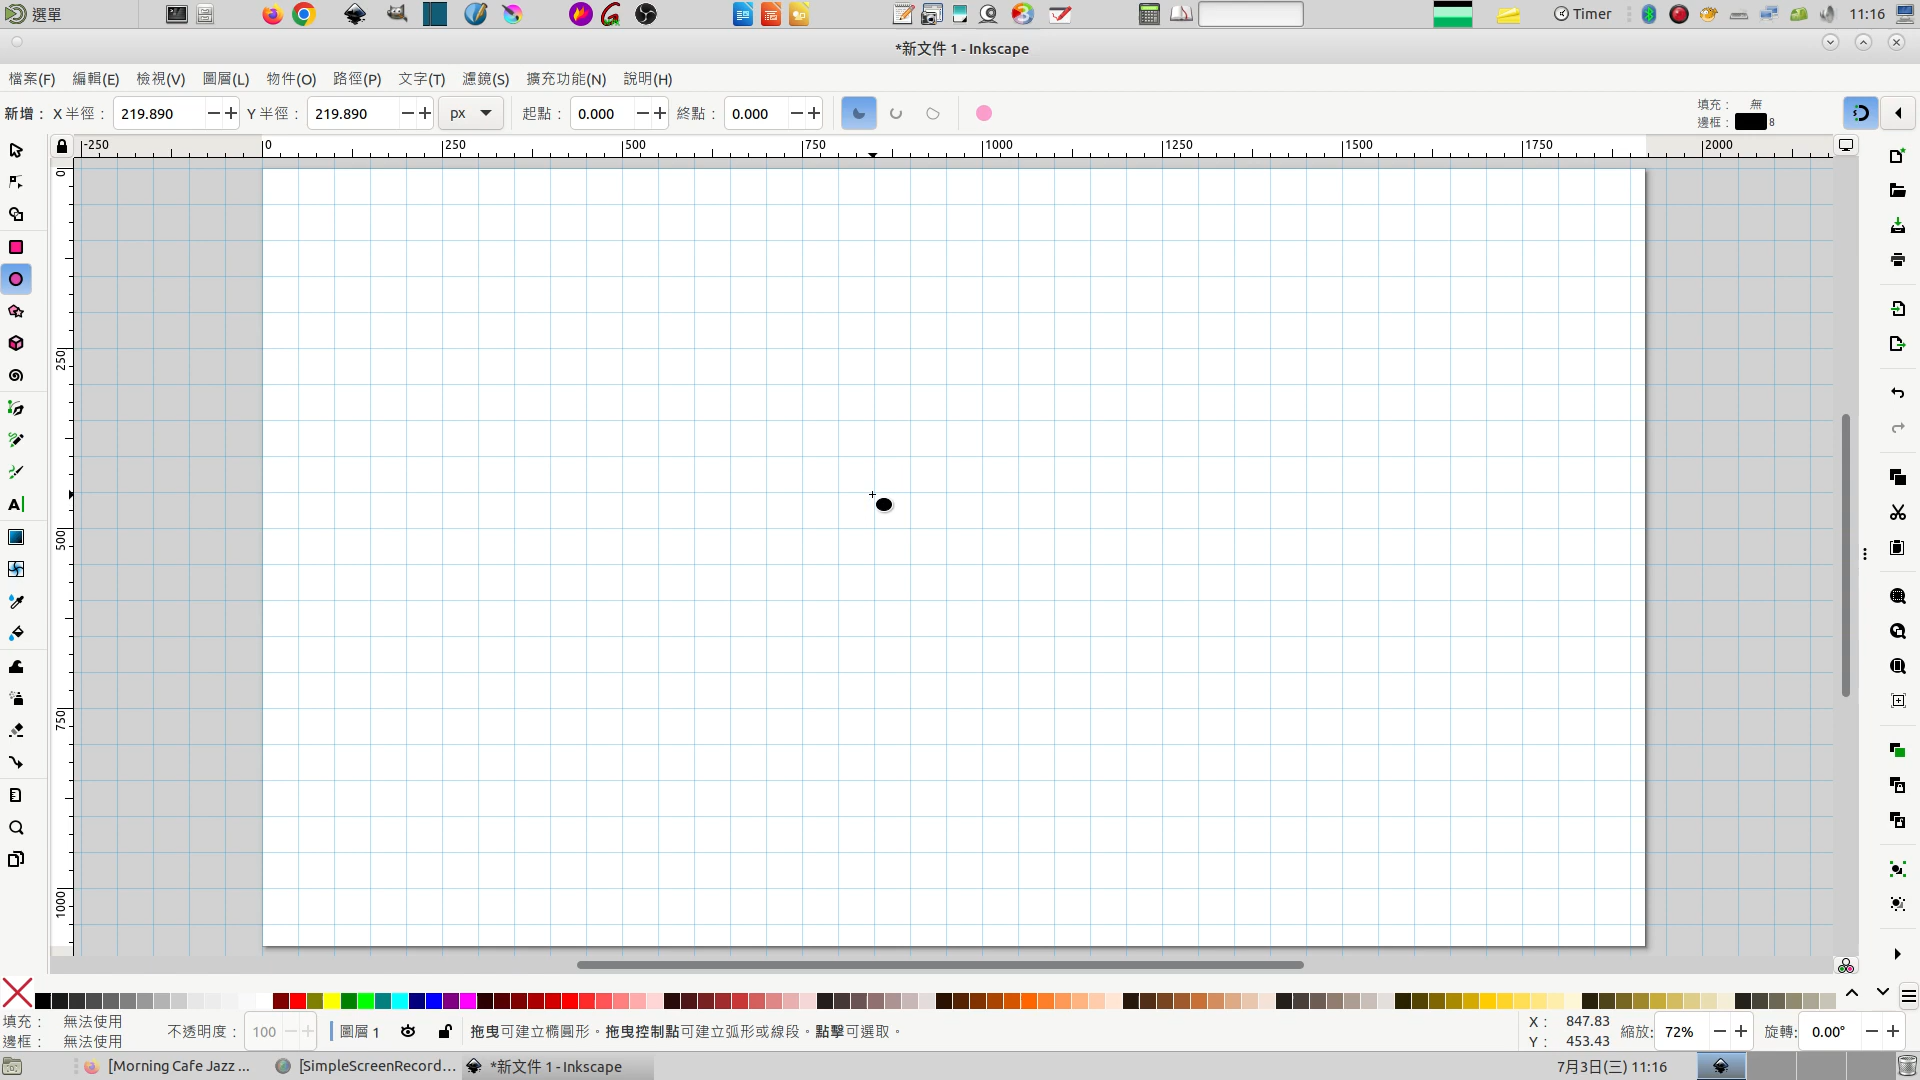 選單
Timer
11:16
*新文件 1 - Inkscape
檔案(F) 編輯(E) 檢視(V) 圖層(L) 物件(O) 路徑(P) 文字(T) 濾鏡(S) 擴充功能(N) 說明(H)
新增： X 半徑： 219.890 Y 半徑： 219.890 px 起點： 0.000 終點： 0.000
填充： 無
邊框： 8
-250 0 250 500 750 1000 1250 1500 1750 2000
0
250
500
750
1000
填充： 無法使用
邊框： 無法使用
不透明度： 100
圖層 1
拖曳可建立橢圓形。拖曳控制點可建立弧形或線段。點擊可選取。
X： 847.83
Y： 453.43
縮放: 72%
旋轉: 0.00°
[Morning Cafe Jazz ...
[SimpleScreenRecord...
*新文件 1 - Inkscape
7月3日(三) 11:16